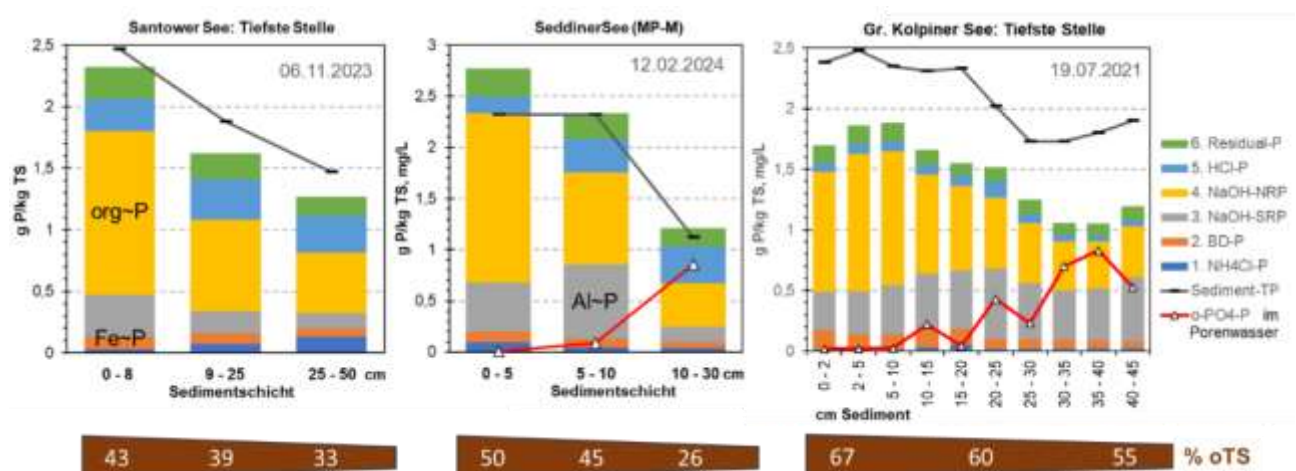 Santower See: Tiefste Stelle
06.11.2023
g P/kg TS
2.5
2
1.5
1
0.5
0
org~P
Fe~P
0 - 8
9 - 25
25 - 50 cm
Sedimentschicht
43
39
33
SeddinerSee (MP-M)
12.02.2024
g P/kg TS, mg/L
3
2.5
2
1.5
1
0.5
0
Al~P
0 - 5
5 - 10
10 - 30 cm
Sedimentschicht
50
45
26
Gr. Kolpiner See: Tiefste Stelle
19.07.2021
g P/kg TS, mg/L
2.5
2
1.5
1
0.5
0
0 - 2
2 - 5
5 - 10
10 - 15
15 - 20
20 - 25
25 - 30
30 - 35
35 - 40
40 - 45
cm Sediment
67
60
55
% oTS
6. Residual-P
5. HCl-P
4. NaOH-NRP
3. NaOH-SRP
2. BD-P
1. NH4Cl-P
Sediment-TP
o-PO4-P im
Porenwasser